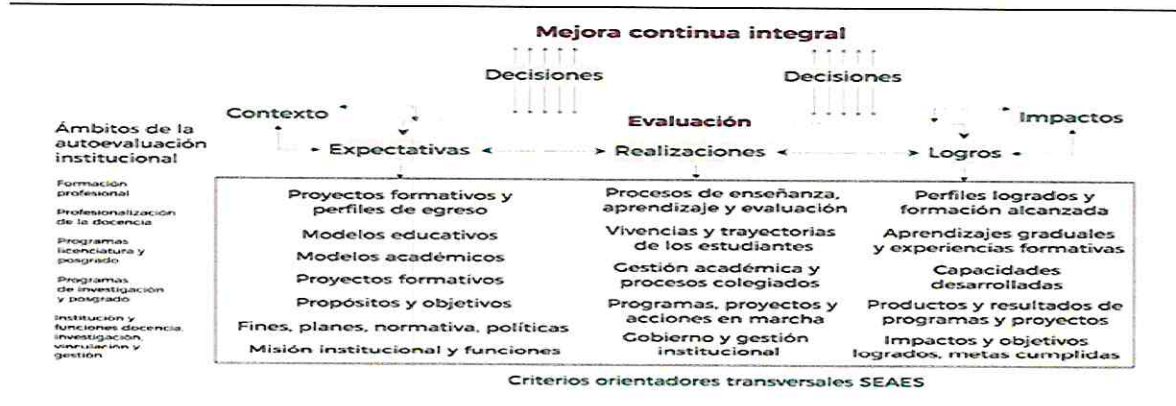 Mejora continua integral
Decisiones
Decisiones
Contexto
Impactos
Evaluación
Ámbitos de la
autoevaluación
institucional
Expectativas
Realizaciones
Logros
Formación
profesional
Profesionalización
de la docencia
Programas
licenciatura y
posgrado
Programas
de investigación
y posgrado
Institución y
funciones docencia,
investigación,
vinculación y
gestión
Proyectos formativos y
perfiles de egreso
Modelos educativos
Modelos académicos
Proyectos formativos
Propósitos y objetivos
Fines, planes, normativa, políticas
Misión institucional y funciones
Procesos de enseñanza,
aprendizaje y evaluación
Vivencias y trayectorias
de los estudiantes
Gestión académica y
procesos colegiados
Programas, proyectos y
acciones en marcha
Gobierno y gestión
institucional
Perfiles logrados y
formación alcanzada
Aprendizajes graduales
y experiencias formativas
Capacidades
desarrolladas
Productos y resultados de
programas y proyectos
Impactos y objetivos
logrados, metas cumplidas
Criterios orientadores transversales SEAES